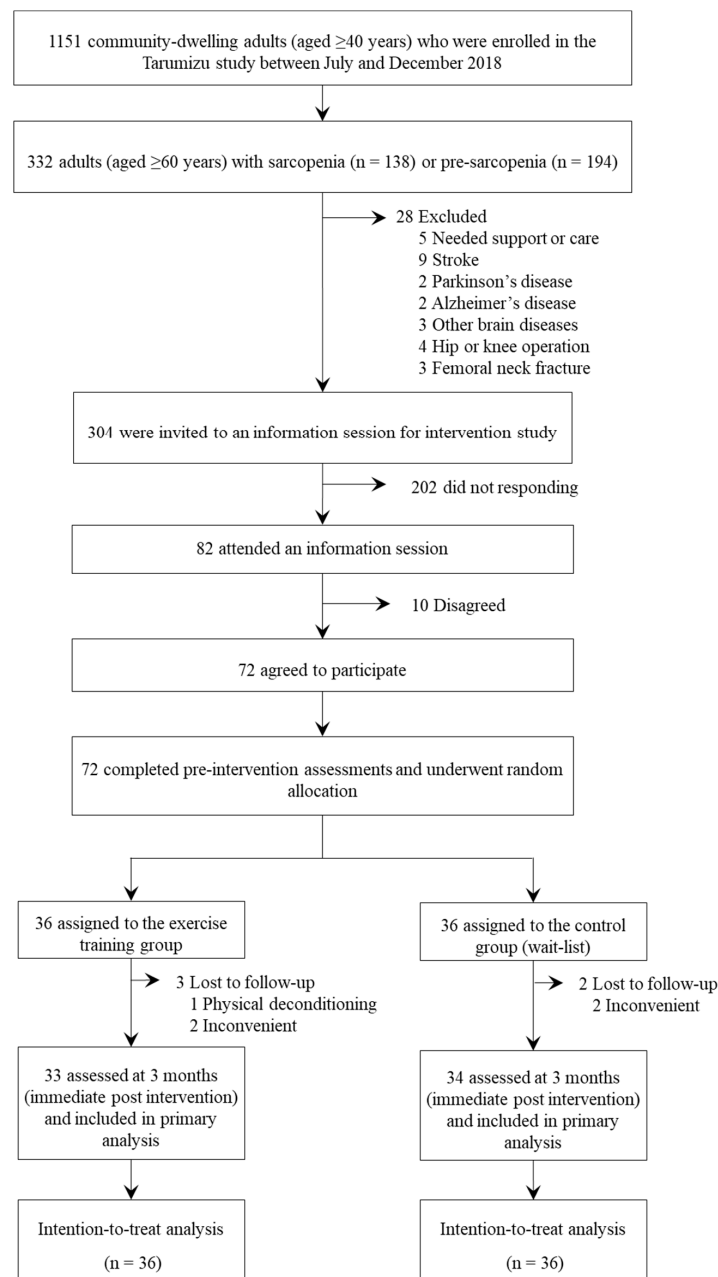 1151 community-dwelling adults (aged ≥40 years) who were enrolled in the
Tarumizu study between July and December 2018
332 adults (aged ≥60 years) with sarcopenia (n = 138) or pre-sarcopenia (n = 194)
28 Excluded
5 Needed support or care
9 Stroke
2 Parkinson's disease
2 Alzheimer's disease
3 Other brain diseases
4 Hip or knee operation
3 Femoral neck fracture
304 were invited to an information session for intervention study
202 did not responding
82 attended an information session
10 Disagreed
72 agreed to participate
72 completed pre-intervention assessments and underwent random
allocation
36 assigned to the exercise
training group
3 Lost to follow-up
1 Physical deconditioning
2 Inconvenient
33 assessed at 3 months
(immediate post intervention)
and included in primary
analysis
Intention-to-treat analysis
(n = 36)
36 assigned to the control
group (wait-list)
2 Lost to follow-up
2 Inconvenient
34 assessed at 3 months
(immediate post intervention)
and included in primary
analysis
Intention-to-treat analysis
(n = 36)